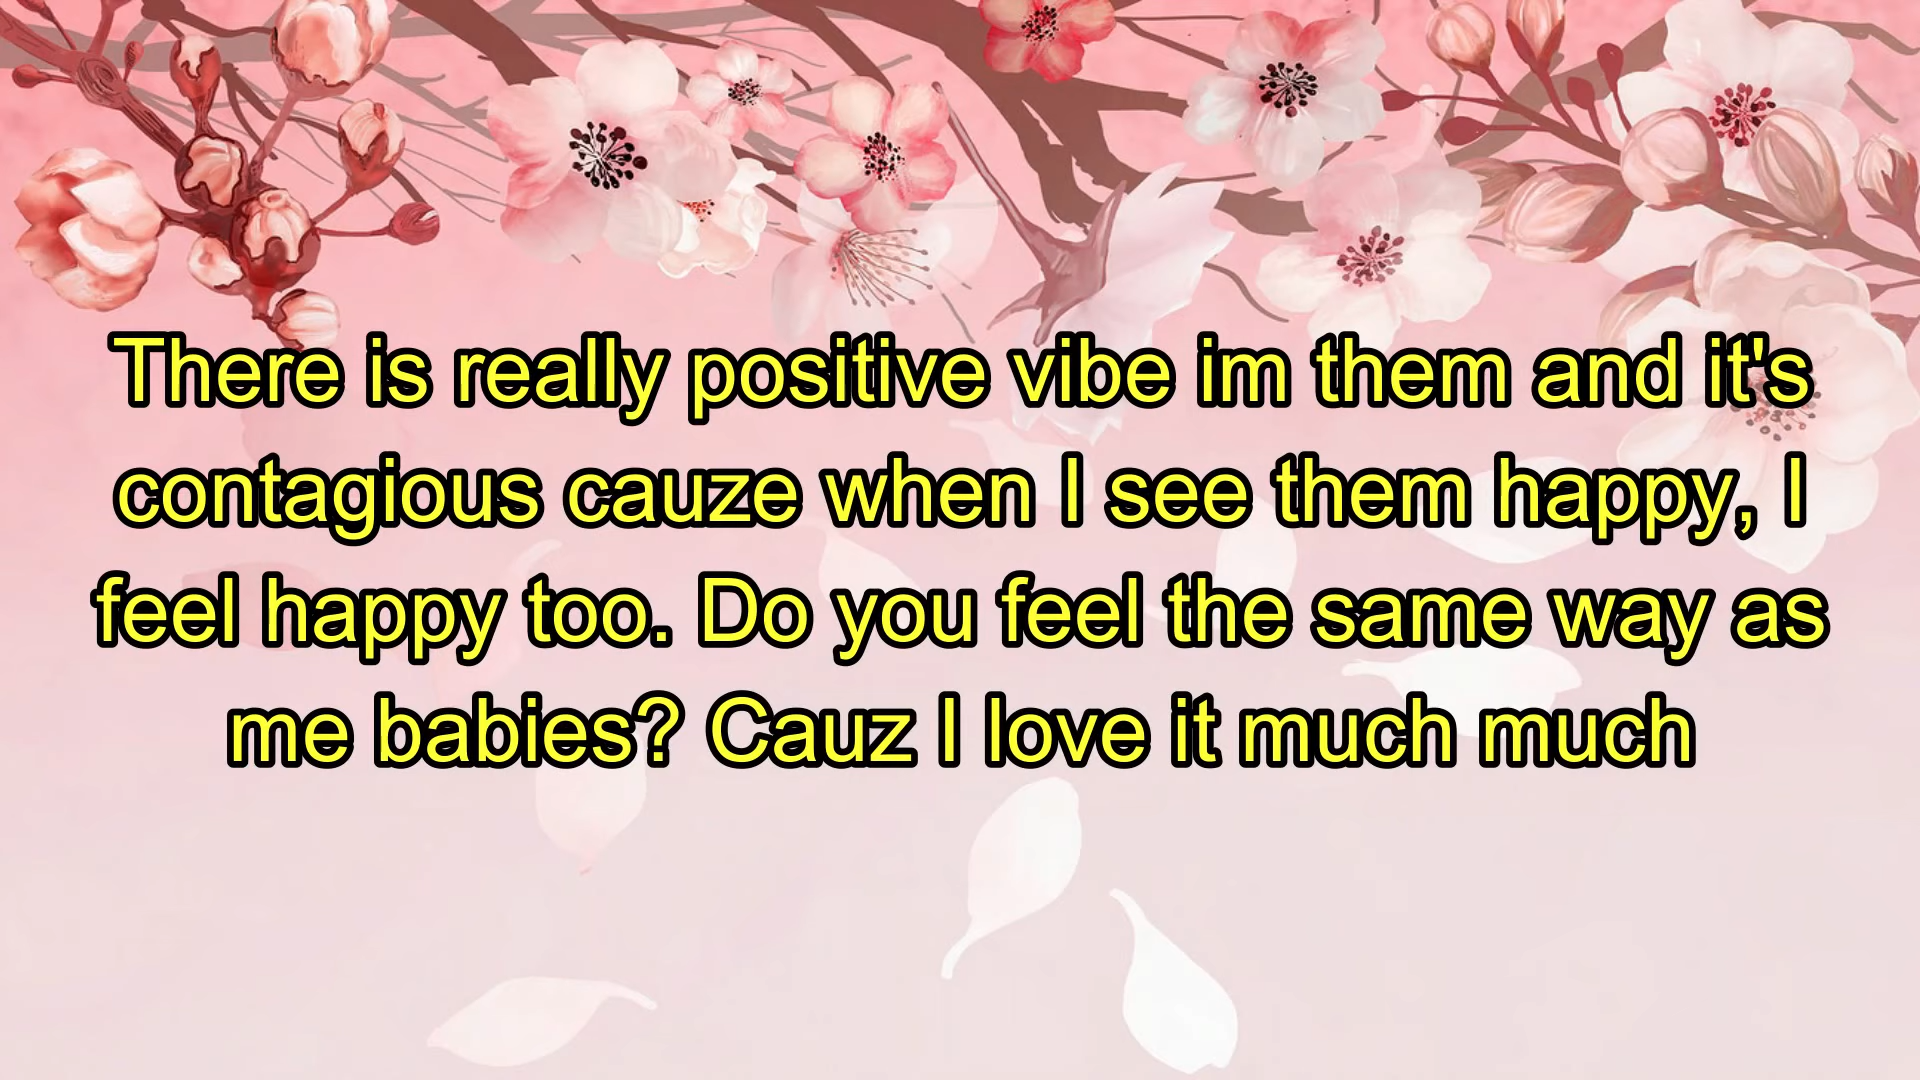 There is really positive vibe im them and it's
contagious cauze when I see them happy, I
feel happy too. Do you feel the same way as
me babies? Cauz I love it much much